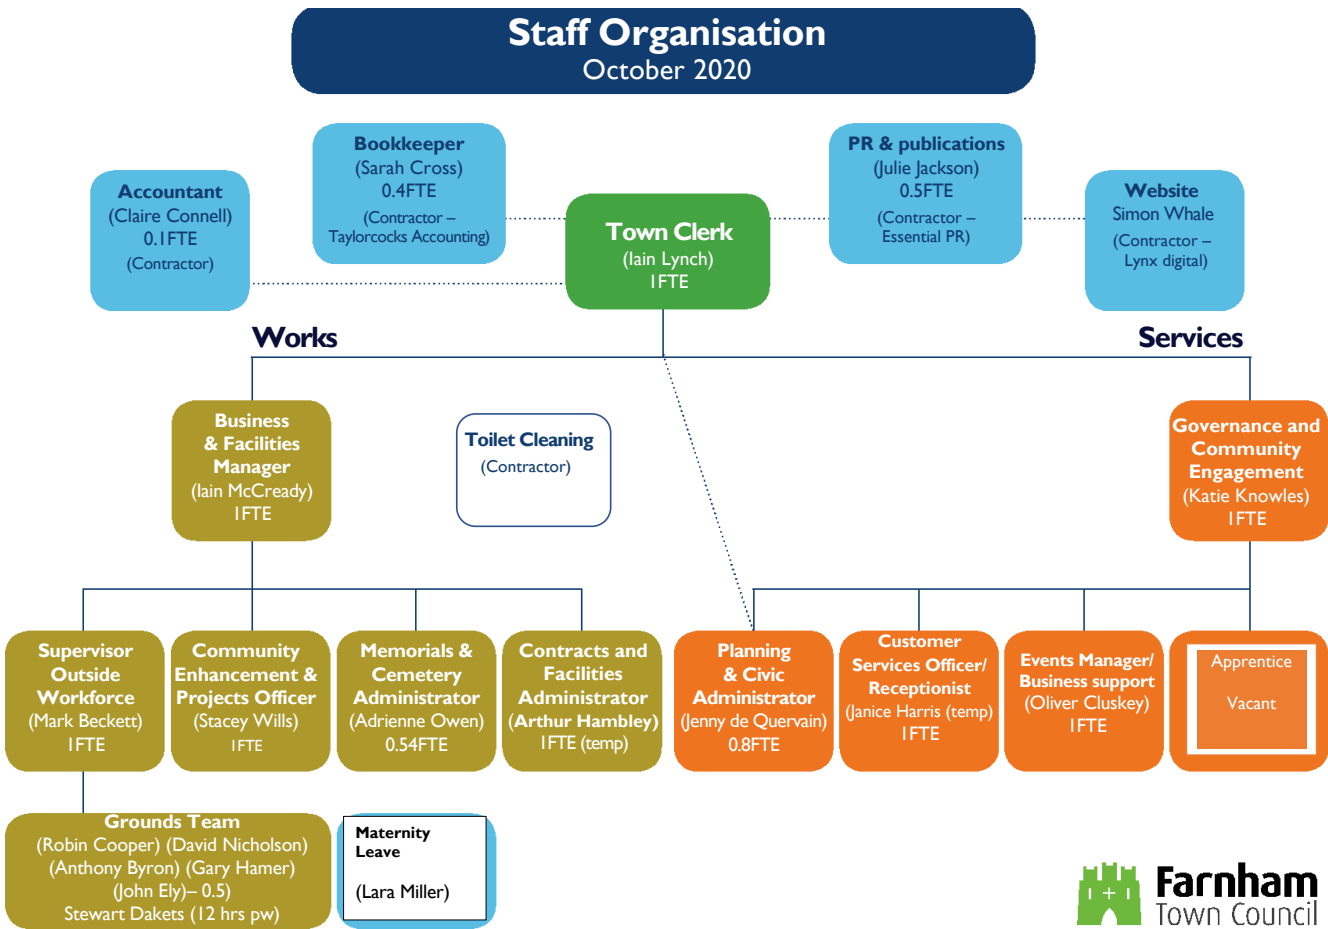 Staff Organisation
October 2020
Accountant
(Claire Connell)
0.1FTE
(Contractor)
Bookkeeper
(Sarah Cross)
0.4FTE
(Contractor –
Taylorcocks Accounting)
Town Clerk
(Iain Lynch)
1FTE
PR & publications
(Julie Jackson)
0.5FTE
(Contractor –
Essential PR)
Website
Simon Whale
(Contractor –
Lynx digital)
Works
Services
Business
& Facilities
Manager
(Iain McCready)
1FTE
Toilet Cleaning
(Contractor)
Governance and
Community
Engagement
(Katie Knowles)
1FTE
Supervisor
Outside
Workforce
(Mark Beckett)
1FTE
Community
Enhancement &
Projects Officer
(Stacey Wills)
1FTE
Memorials &
Cemetery
Administrator
(Adrienne Owen)
0.54FTE
Contracts and
Facilities
Administrator
(Arthur Hambley)
1FTE (temp)
Planning
& Civic
Administrator
(Jenny de Quervain)
0.8FTE
Customer
Services Officer/
Receptionist
(Janice Harris (temp)
1FTE
Events Manager/
Business support
(Oliver Cluskey)
1FTE
Apprentice
Vacant
Grounds Team
(Robin Cooper) (David Nicholson)
(Anthony Byron) (Gary Hamer)
(John Ely)– 0.5)
Stewart Dakets (12 hrs pw)
Maternity
Leave
(Lara Miller)
Farnham
Town Council